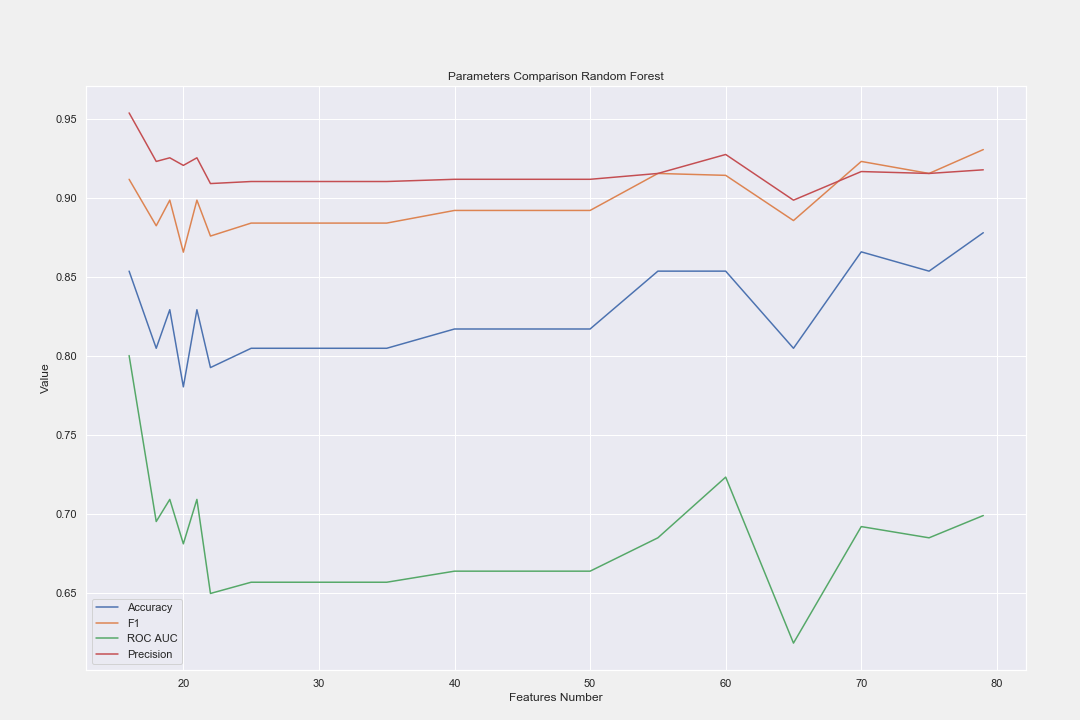 Parameters Comparison Random Forest
0.95
0.90
0.85
0.80
0.75
0.70
0.65
Value
Accuracy
F1
ROC AUC
Precision
20 30 40 50 60 70 80
Features Number